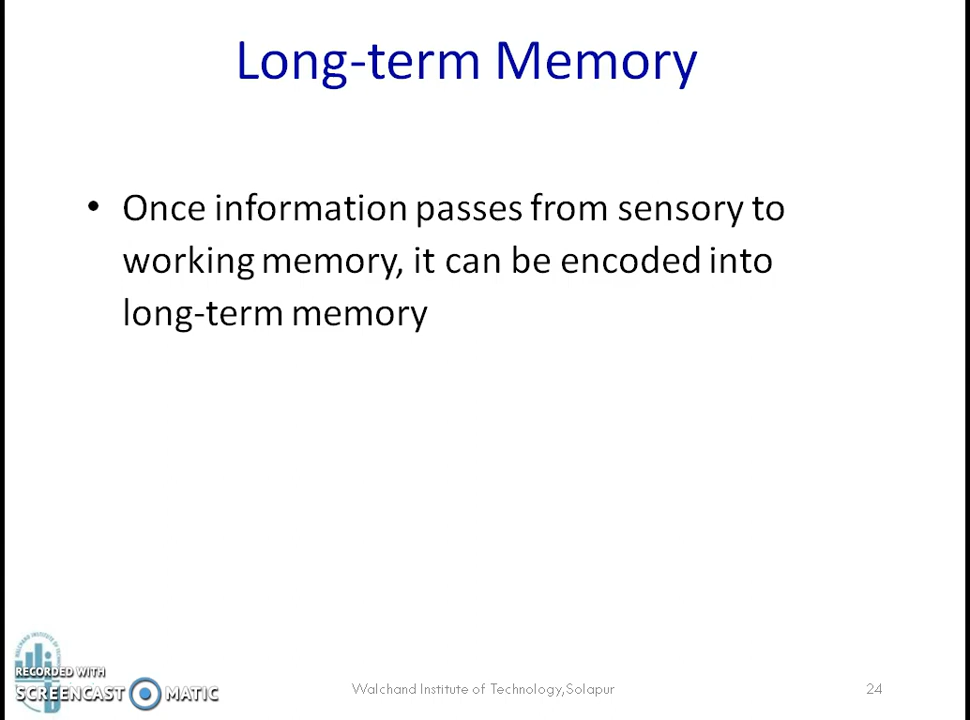 Long-term Memory
• Once information passes from sensory to
working memory, it can be encoded into
long-term memory
RECORDED WITH
SCREENCAST MATIC
Walchand Institute of Technology,Solapur
24